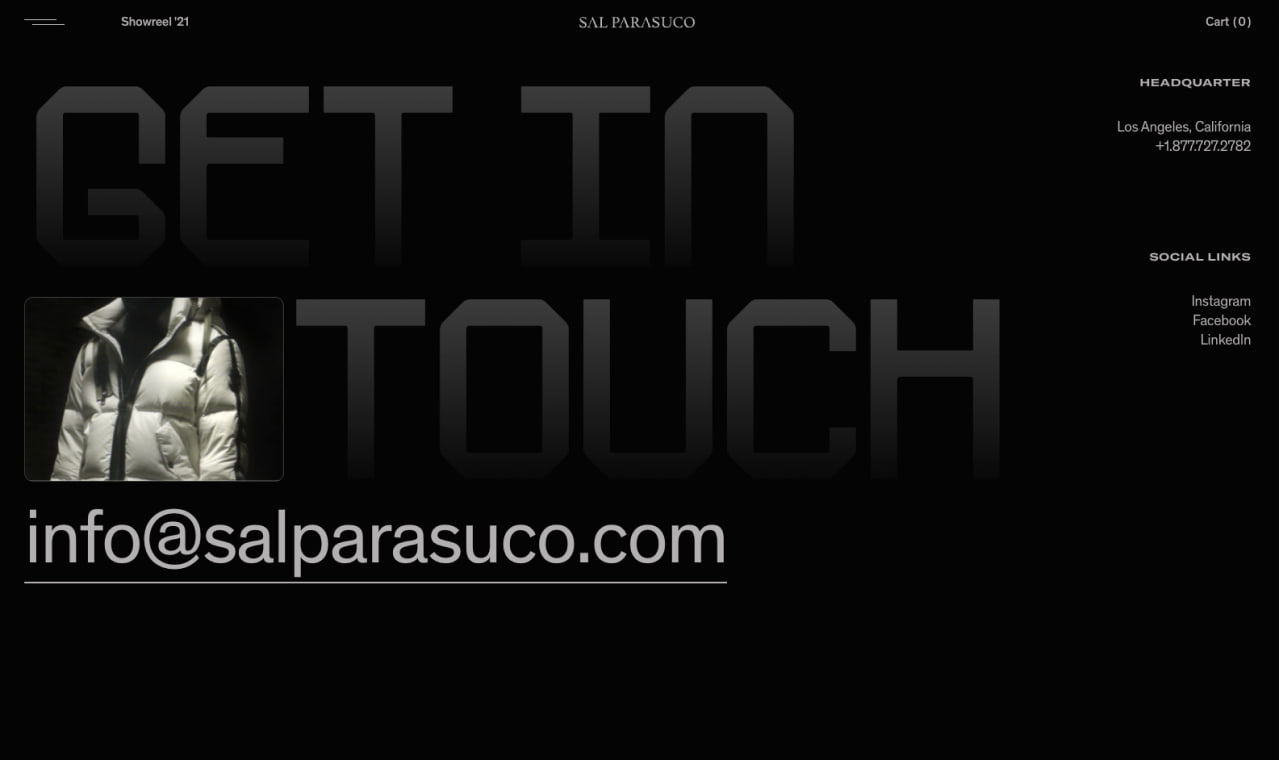 Showreel '21
SAL PARASUCO
Cart (0)
GET IN
TOUCH
info@salparasuco.com
HEADQUARTER
Los Angeles, California
+1.877.727.2782
SOCIAL LINKS
Instagram
Facebook
LinkedIn